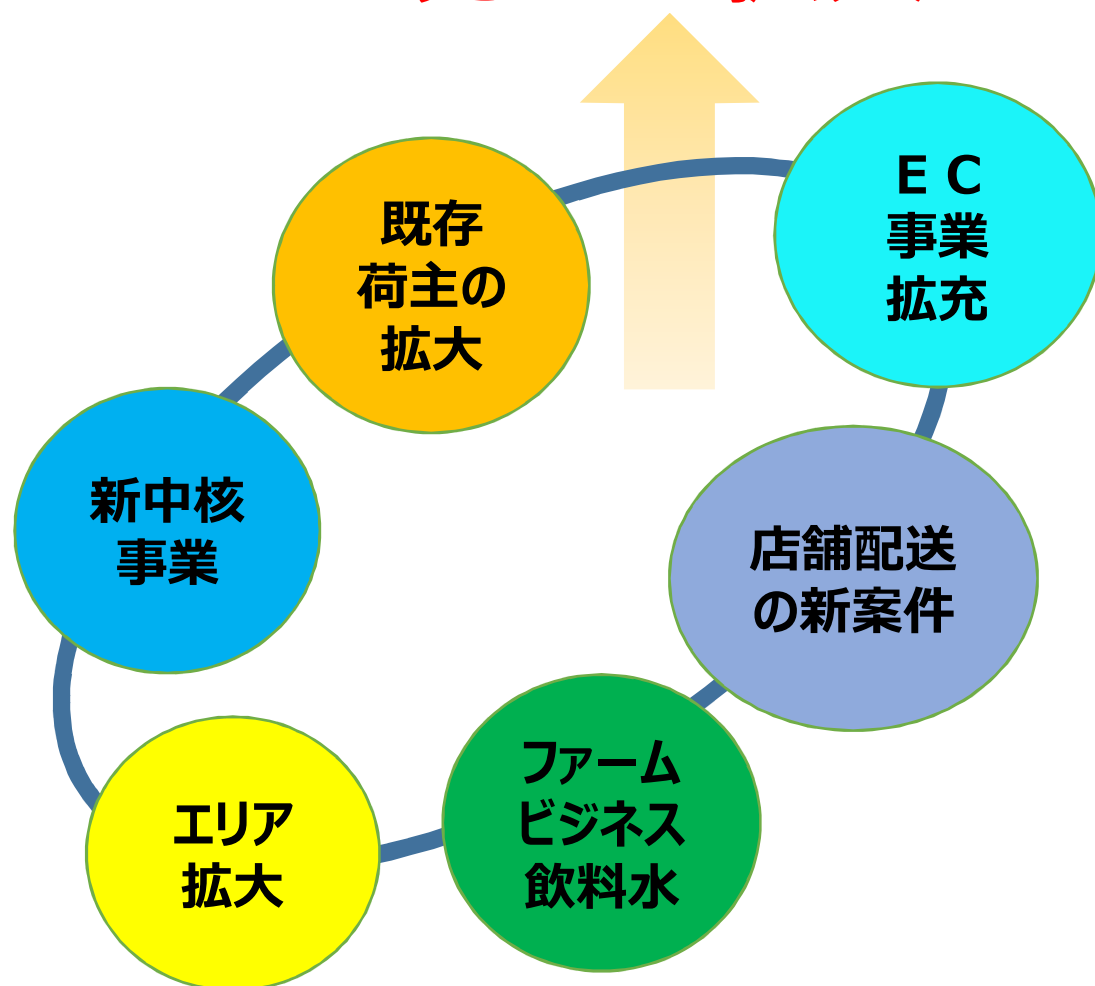 既存
荷主の
拡大
E C
事業
拡充
新中核
事業
店舗配送
の新案件
ファーム
ビジネス
飲料水
エリア
拡大